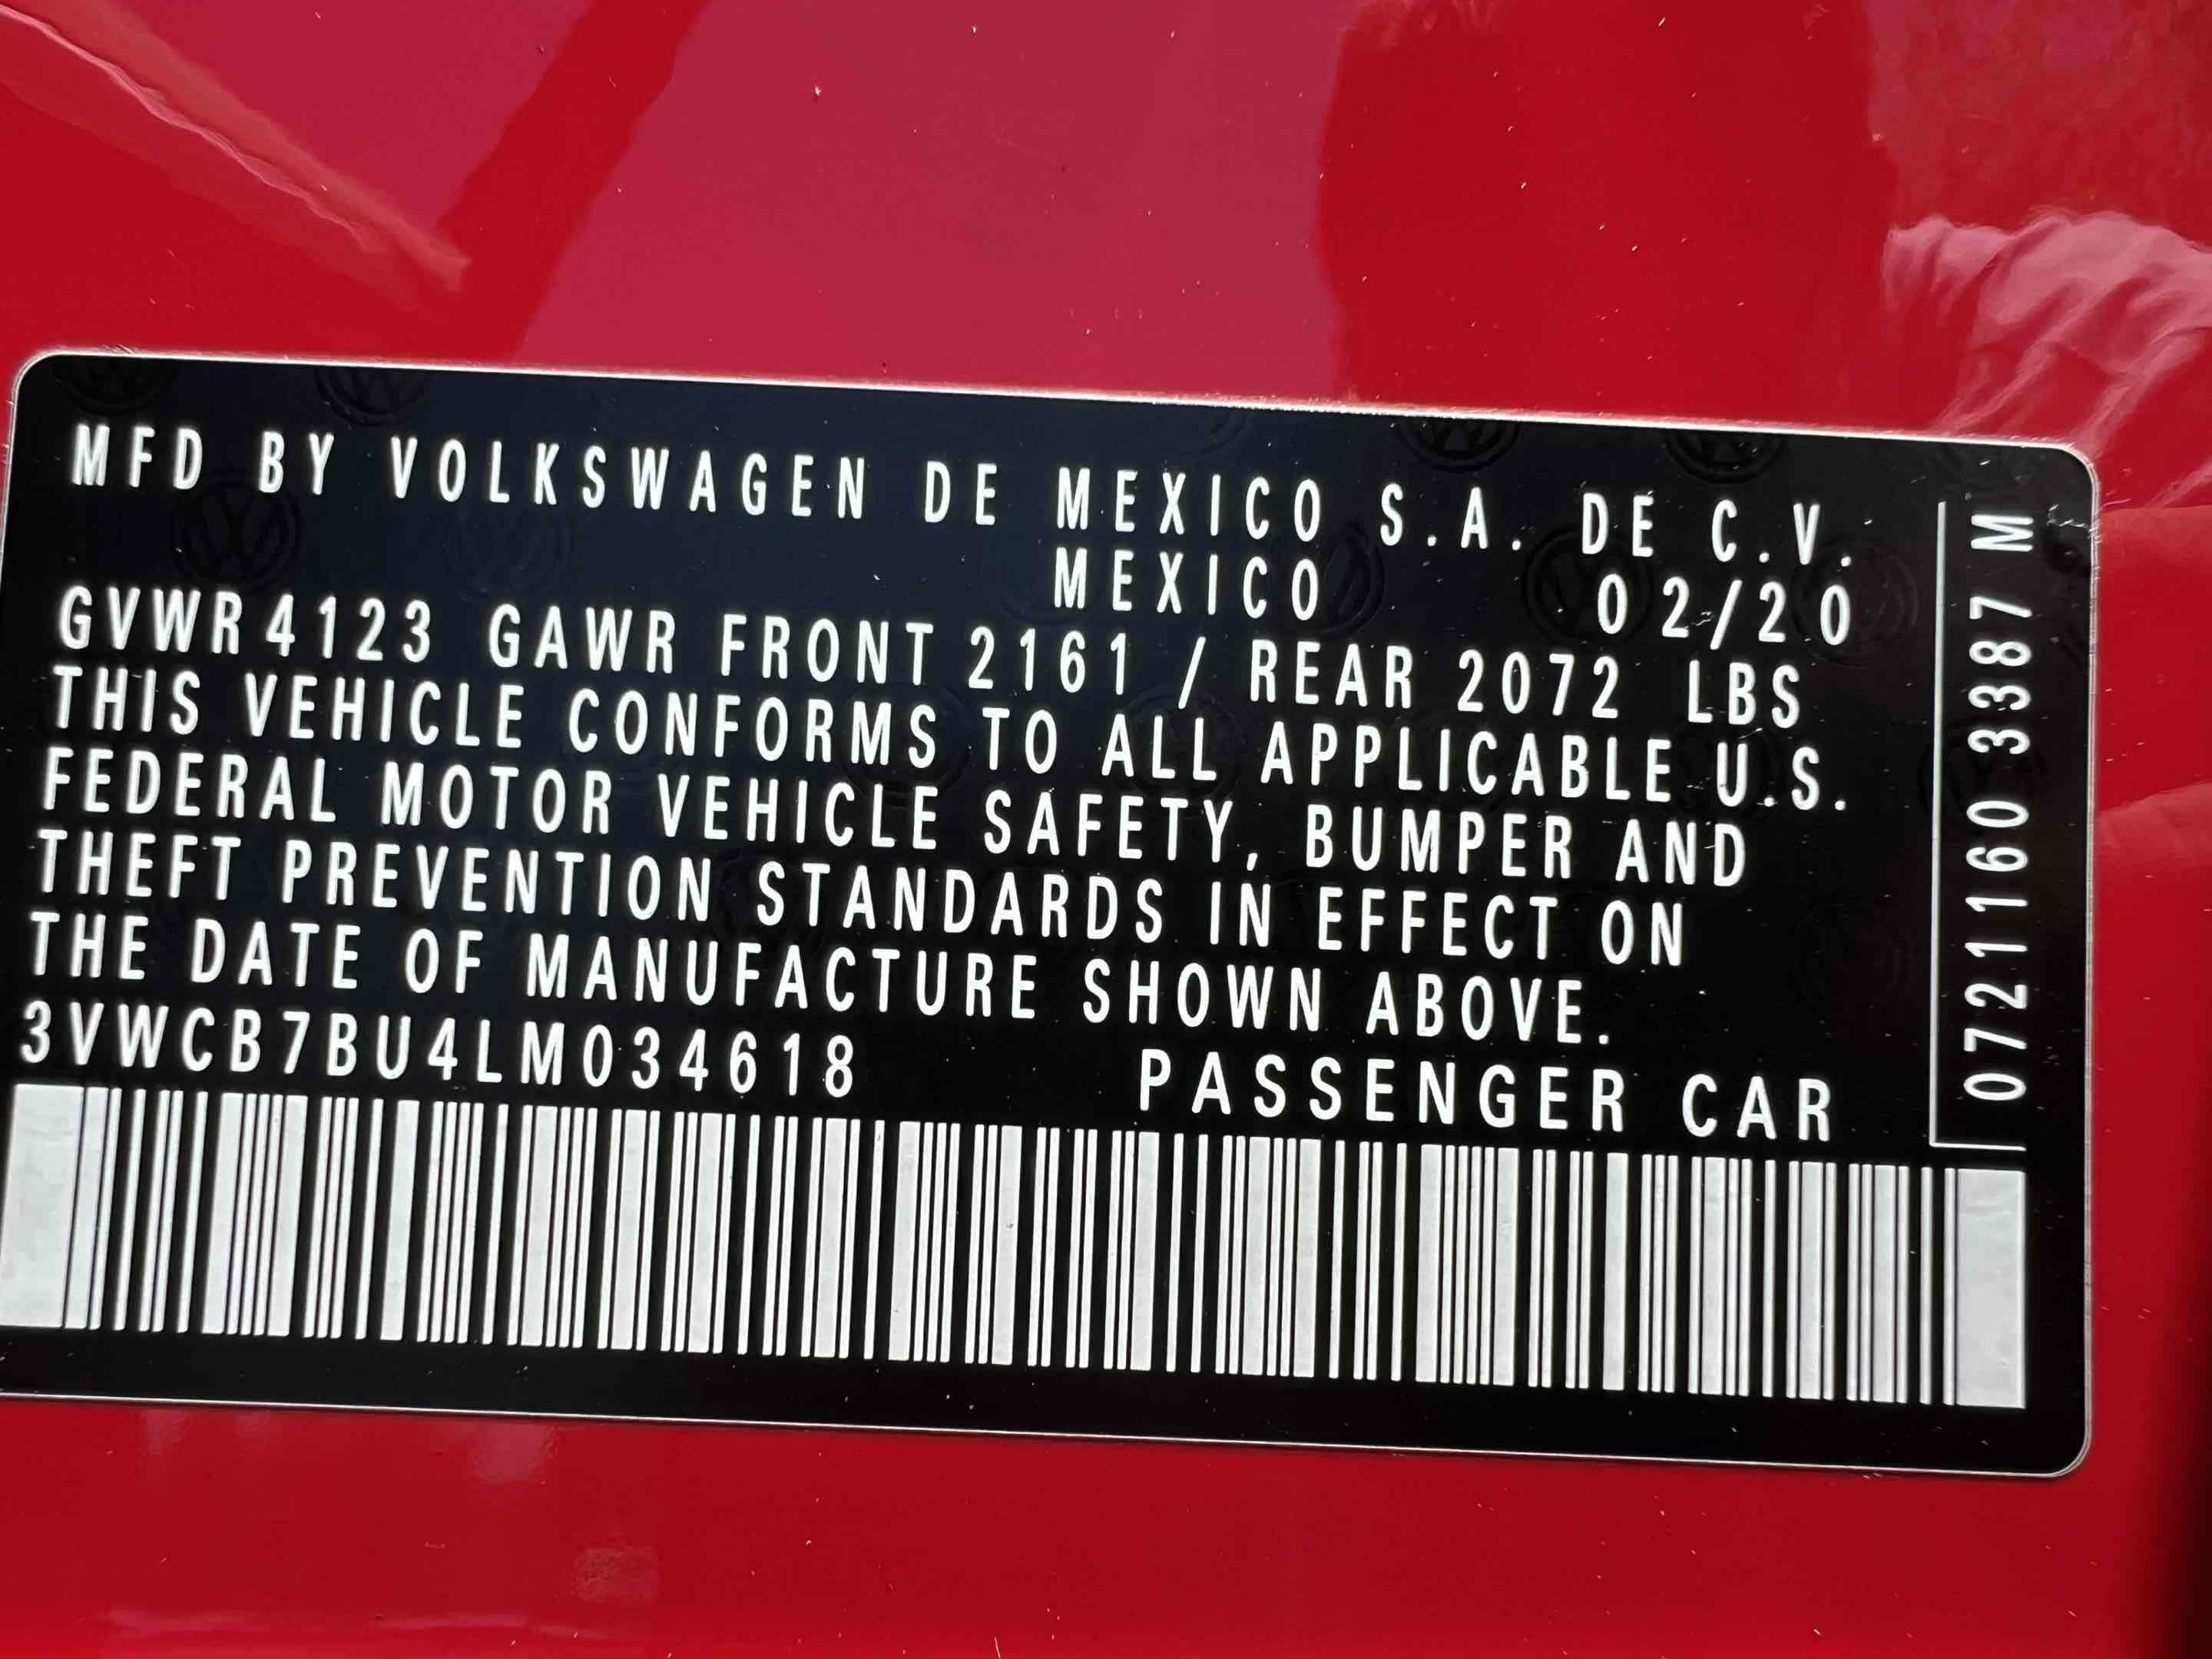 MFD BY VOLKSWAGEN DE MEXICO S.A. DE C.V.
MEXICO 02/20
GVWR 4123 GAWR FRONT 2161 / REAR 2072 LBS
THIS VEHICLE CONFORMS TO ALL APPLICABLE U.S.
FEDERAL MOTOR VEHICLE SAFETY, BUMPER AND
THEFT PREVENTION STANDARDS IN EFFECT ON
THE DATE OF MANUFACTURE SHOWN ABOVE.
3VWCB7BU4LM034618 PASSENGER CAR
0721160 3387 M